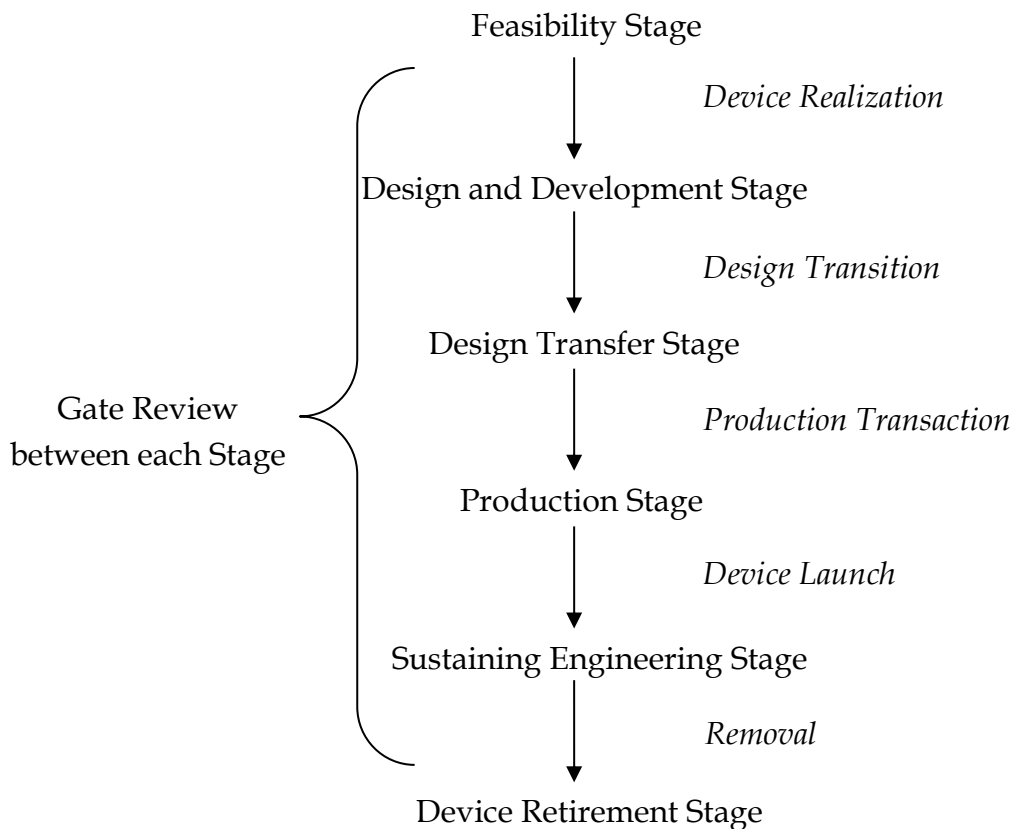 Feasibility Stage
Device Realization
Design and Development Stage
Design Transition
Design Transfer Stage
Gate Review
between each Stage
Production Transaction
Production Stage
Device Launch
Sustaining Engineering Stage
Removal
Device Retirement Stage